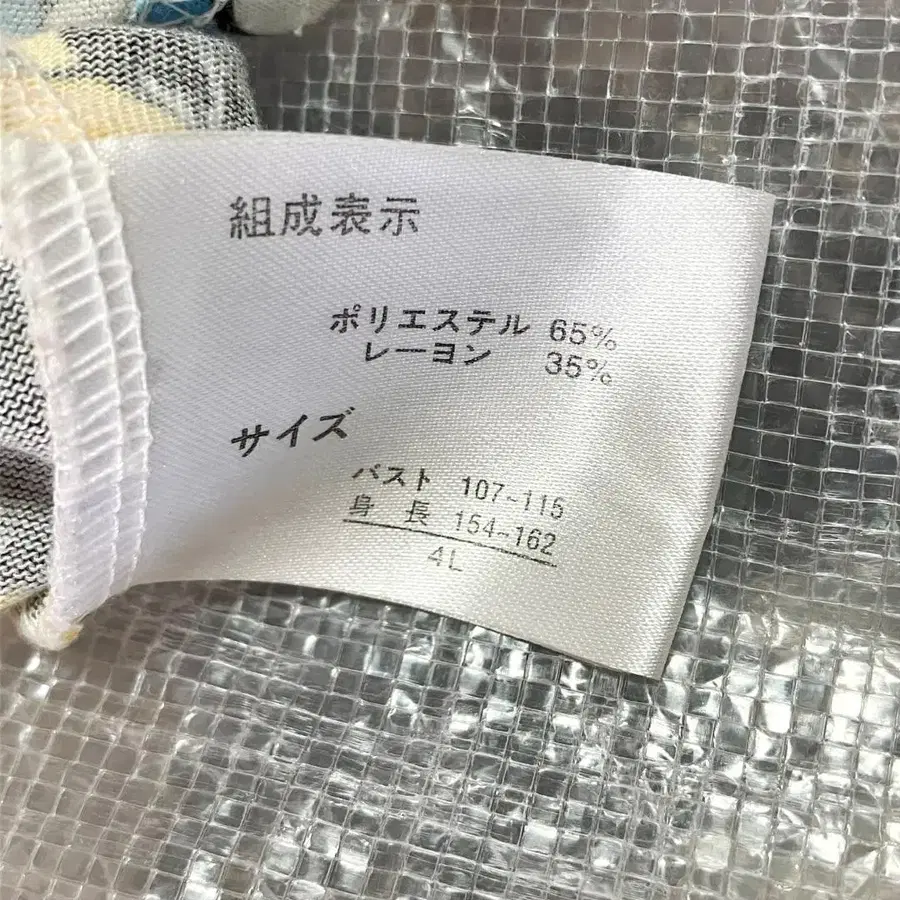 組成表示
ポリエステル 65%
レーヨン 35%
サイズ
バスト 107~115
身長 154~162
4L